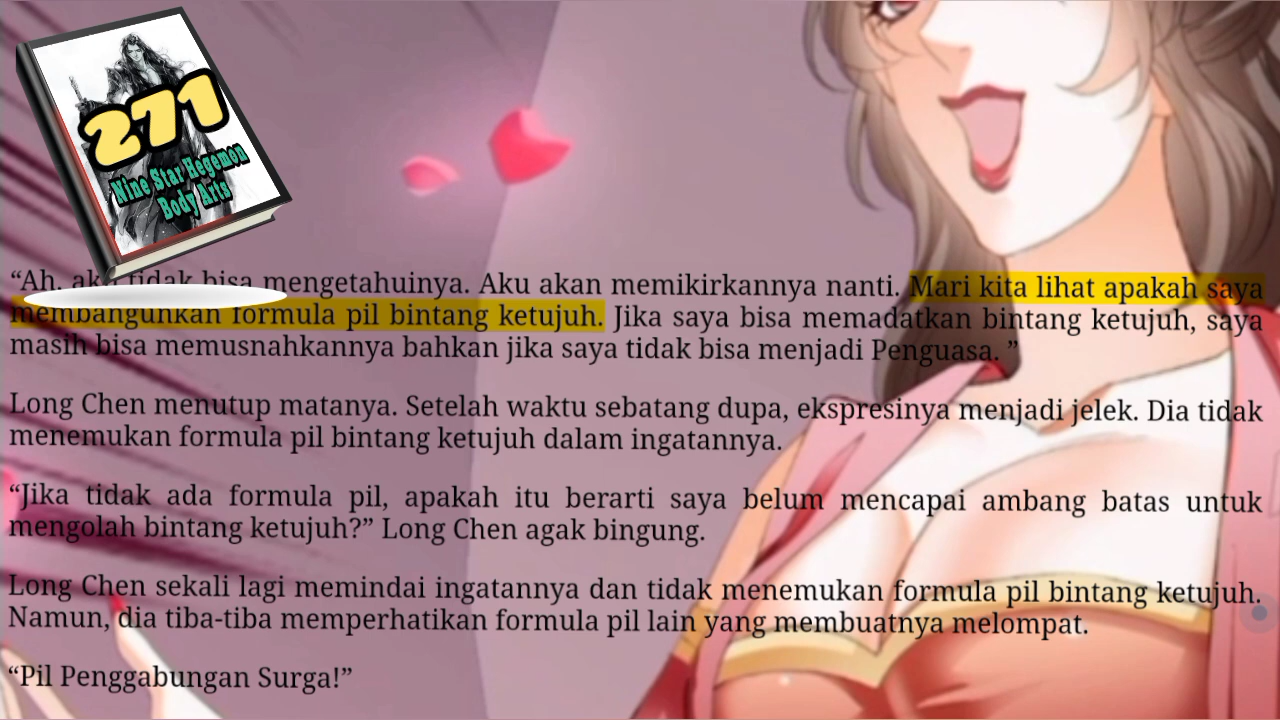 271
Nine Star Hegemon
Body Arts
“Ah, aku tidak bisa mengetahuinya. Aku akan memikirkannya nanti. Mari kita lihat apakah saya
membangunkan formula pil bintang ketujuh. Jika saya bisa memadatkan bintang ketujuh, saya
masih bisa memusnahkannya bahkan jika saya tidak bisa menjadi Penguasa. ”
Long Chen menutup matanya. Setelah waktu sebatang dupa, ekspresinya menjadi jelek. Dia tidak
menemukan formula pil bintang ketujuh dalam ingatannya.
“Jika tidak ada formula pil, apakah itu berarti saya belum mencapai ambang batas untuk
mengolah bintang ketujuh?” Long Chen agak bingung.
Long Chen sekali lagi memindai ingatannya dan tidak menemukan formula pil bintang ketujuh.
Namun, dia tiba-tiba memperhatikan formula pil lain yang membuatnya melompat.
“Pil Penggabungan Surga!”